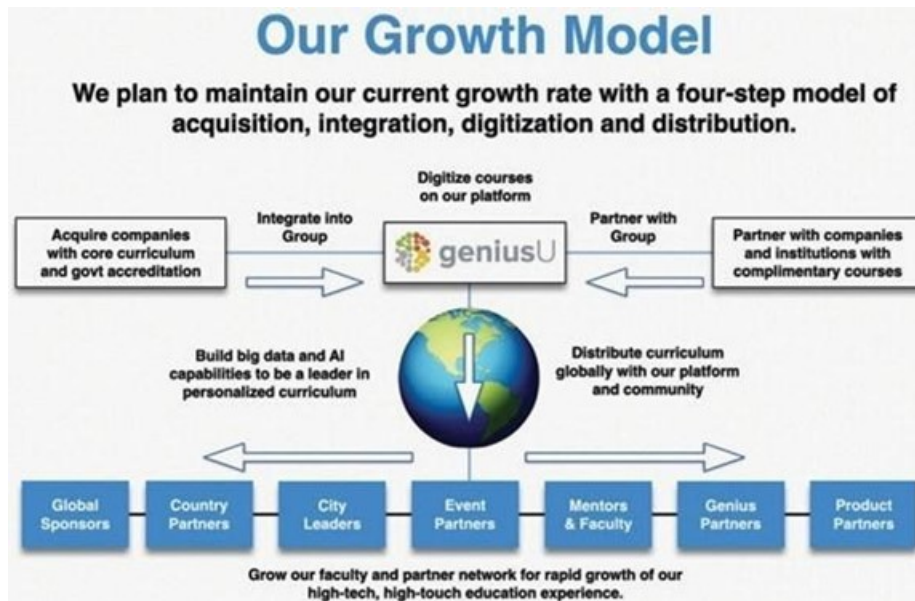 Our Growth Model
We plan to maintain our current growth rate with a four-step model of
acquisition, integration, digitization and distribution.
Digitize courses
on our platform
Acquire companies
with core curriculum
and govt accreditation
Integrate into
Group
geniusU
Partner with
Group
Partner with companies
and institutions with
complimentary courses
Build big data and AI
capabilities to be a leader in
personalized curriculum
Distribute curriculum
globally with our platform
and community
Global
Sponsors
Country
Partners
City
Leaders
Event
Partners
Mentors
& Faculty
Genius
Partners
Product
Partners
Grow our faculty and partner network for rapid growth of our
high-tech, high-touch education experience.